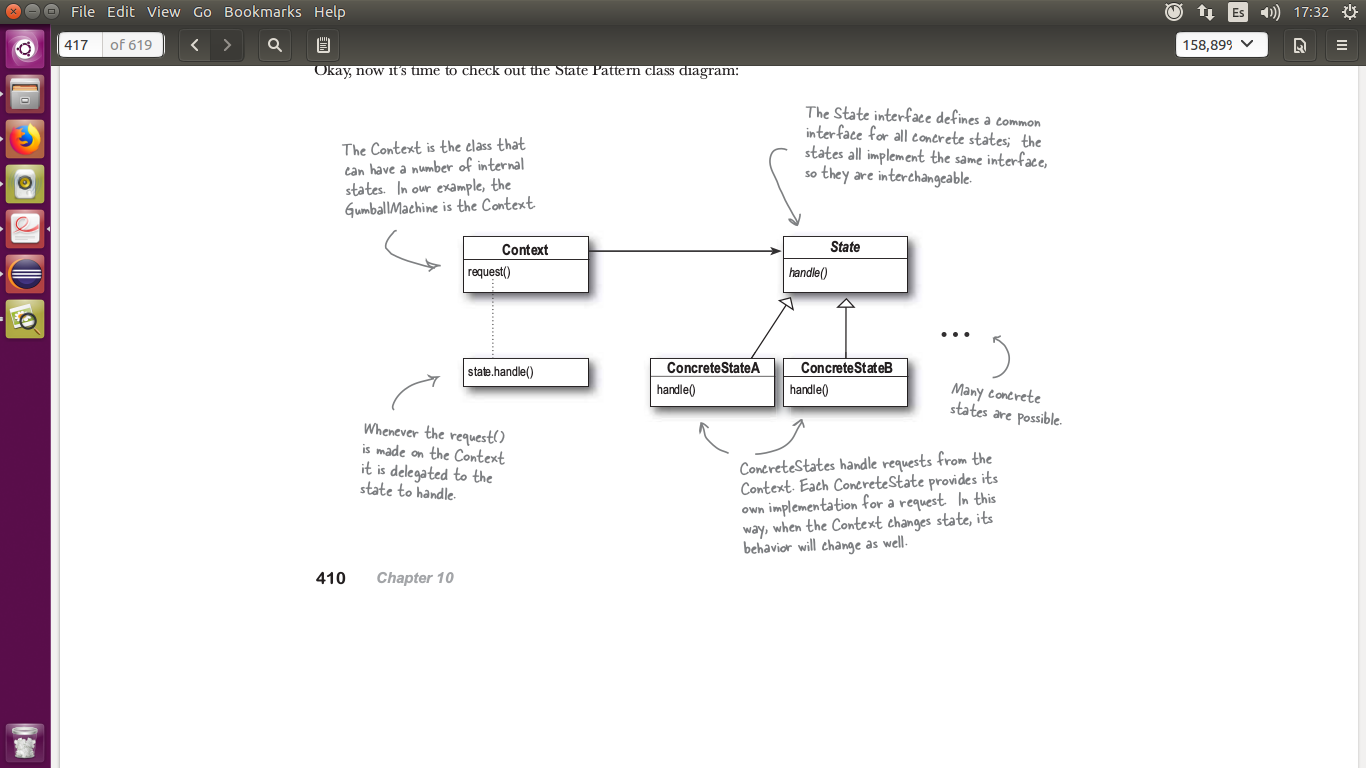 File Edit View Go Bookmarks Help
Es
17:32
417 of 619
158,89%
Okay, now it's time to check out the State Pattern class diagram:
The State interface defines a common
interface for all concrete states; the
states all implement the same interface,
so they are interchangeable.
The Context is the class that
can have a number of internal
states. In our example, the
GumballMachine is the Context.
Context
request()
State
handle()
state.handle()
ConcreteStateA
handle()
ConcreteStateB
handle()
Many concrete
states are possible.
Whenever the request()
is made on the Context
it is delegated to the
state to handle.
ConcreteStates handle requests from the
Context. Each ConcreteState provides its
own implementation for a request. In this
way, when the Context changes state, its
behavior will change as well.
410 Chapter 10